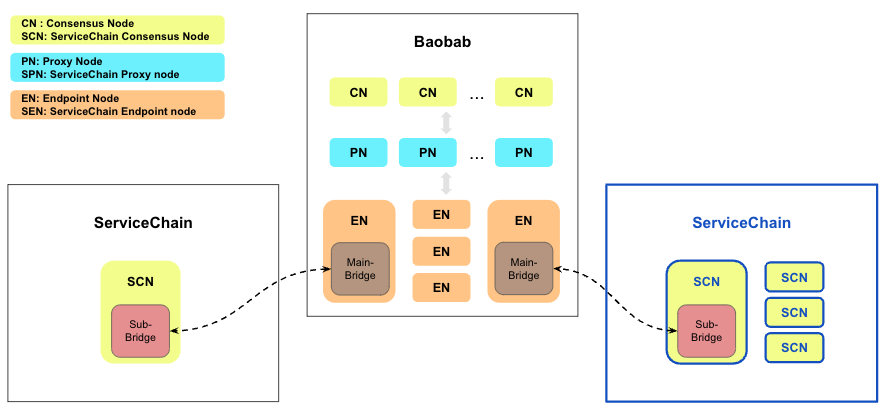 CN : Consensus Node
SCN: ServiceChain Consensus Node
PN: Proxy Node
SPN: ServiceChain Proxy node
EN: Endpoint Node
SEN: ServiceChain Endpoint node
Baobab
CN CN ... CN
PN PN ... PN
EN EN EN
EN
EN
Main-
Bridge
Main-
Bridge
ServiceChain
SCN
Sub-
Bridge
ServiceChain
SCN
Sub-
Bridge
SCN
SCN
SCN